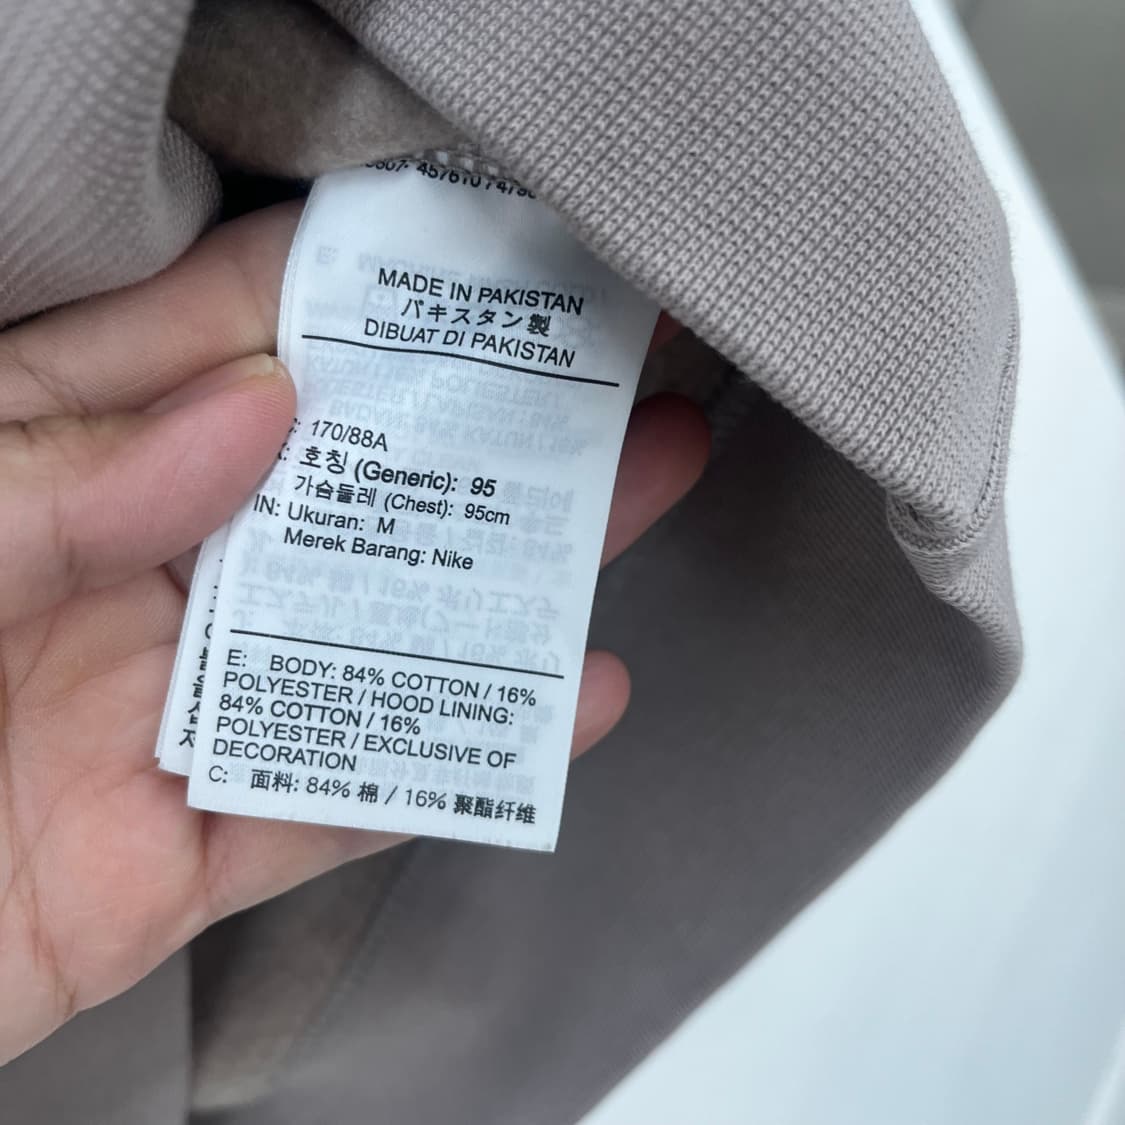 MADE IN PAKISTAN
パキスタン製
DIBUAT DI PAKISTAN
170/88A
호칭 (Generic): 95
가슴둘레 (Chest): 95cm
IN: Ukuran: M
Merek Barang: Nike
E: BODY: 84% COTTON / 16%
POLYESTER / HOOD LINING:
84% COTTON / 16%
POLYESTER / EXCLUSIVE OF
DECORATION
C: 面料: 84% 棉 / 16% 聚酯纤维